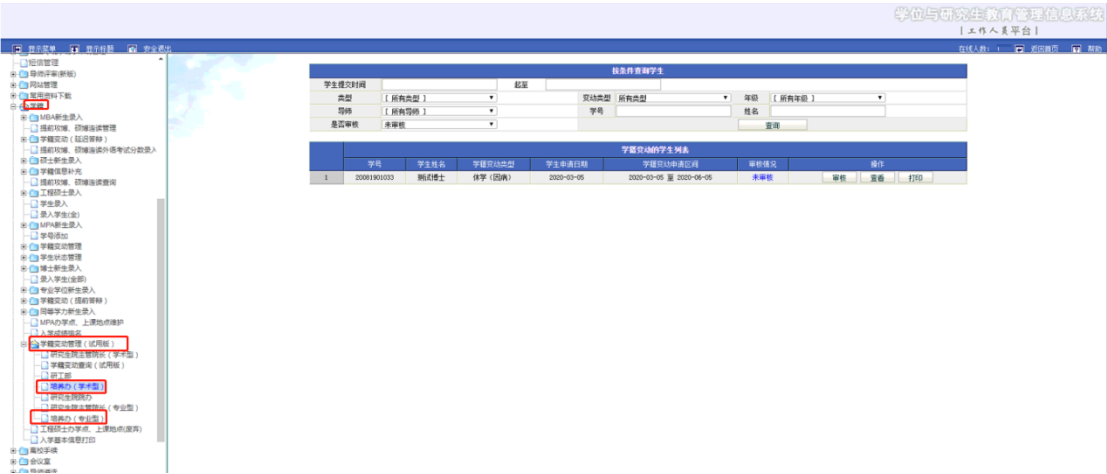 学位与研究生教育管理信息系统
[ 工作人员平台 ]
显示菜单 显示标题 安全退出 在线人数: 1 返回首页 帮助
短信管理
导师评审(新版)
网站管理
常用资料下载
学籍
MBA新生录入
提前攻博、硕博连读管理
学籍变动 ( 延迟答辩 )
提前攻博、硕博连读外语考试分数录入
硕士新生录入
学籍信息补充
提前攻博、硕博连读查询
工程硕士录入
学生录入
录入学生(全)
MPA新生录入
学号添加
学籍变动管理
学生状态管理
博士新生录入
录入学生(全部)
专业学位新生录入
学籍变动 ( 提前答辩 )
同等学力新生录入
MPA办学点、上课地点维护
入学成绩排名
学籍变动管理 ( 试用版 )
研究生院主管院长 ( 学术型 )
学籍变动查询 ( 试用版 )
研工部
培养办 ( 学术型 )
研究生院院办
研究生院主管院长 ( 专业型 )
培养办 ( 专业型 )
工程硕士办学点、上课地点(废弃)
入学基本信息打印
离校手续
会议室
按条件查询学生
学生提交时间 起至
类型 [ 所有类型 ] 变动类型 所有类型 年级 [ 所有年级 ]
导师 [ 所有导师 ] 学号 姓名
是否审核 未审核 查询
学籍变动的学生列表
学号 学生姓名 学籍变动类型 学生申请日期 学籍变动申请区间 审核情况 操作
1 20081901033 测试博士 休学 (因病) 2020-03-05 2020-03-05 至 2020-06-05 未审核 审核 查看 打印